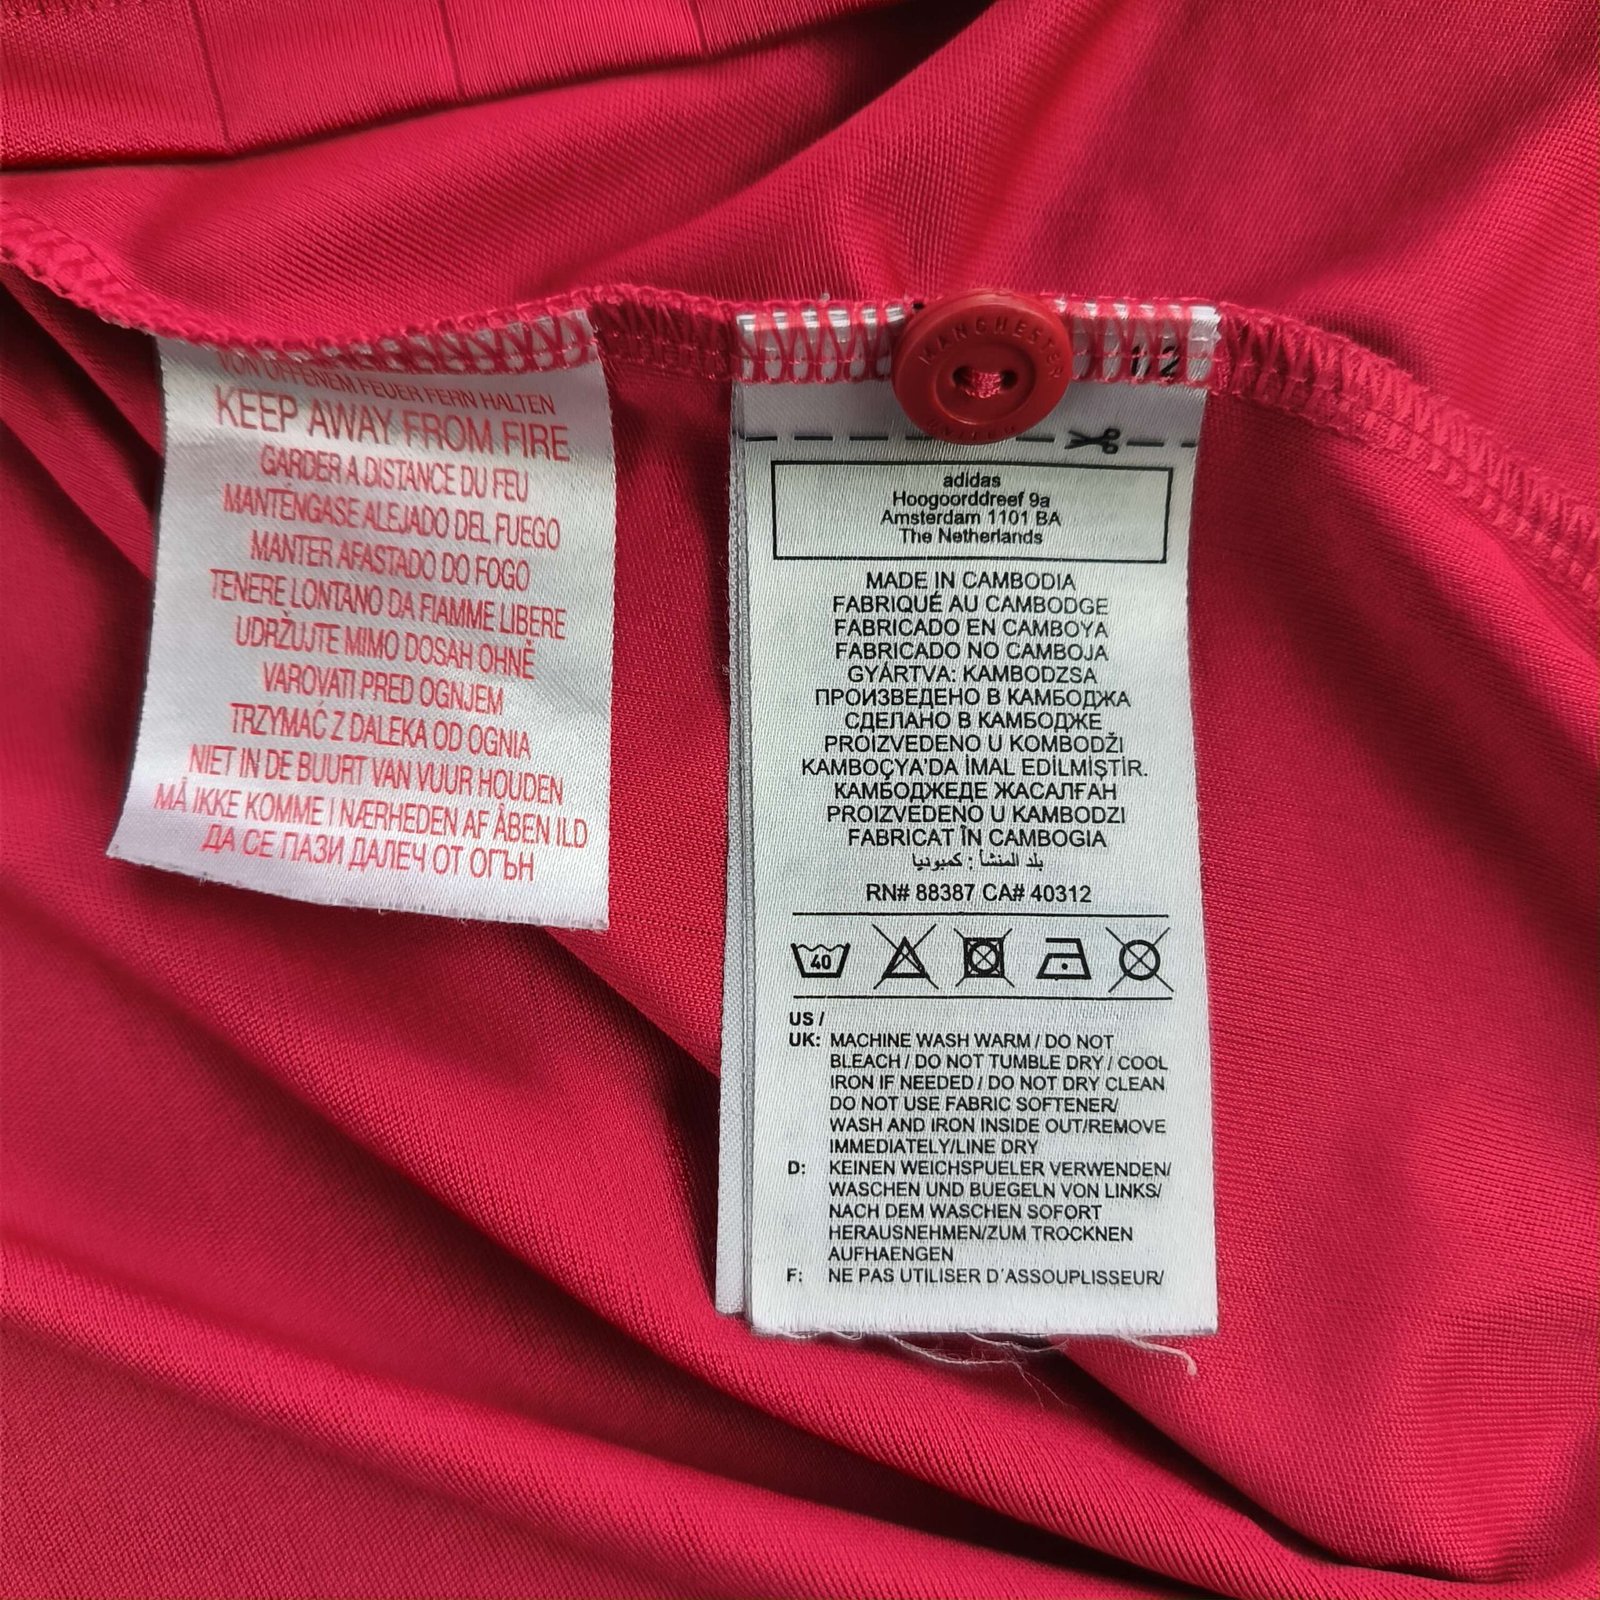 VON OFFENEM FEUER FERN HALTEN
KEEP AWAY FROM FIRE
GARDER A DISTANCE DU FEU
MANTÉNGASE ALEJADO DEL FUEGO
MANTER AFASTADO DO FOGO
TENERE LONTANO DA FIAMME LIBERE
UDRŽUJTE MIMO DOSAH OHNĚ
VAROVATI PRED OGNJEM
TRZYMAĆ Z DALEKA OD OGNIA
NIET IN DE BUURT VAN VUUR HOUDEN
MÅ IKKE KOMME I NÆRHEDEN AF ÅBEN ILD
ДА СЕ ПАЗИ ДАЛЕЧ ОТ ОГЪН
MANCHESTER
UNITED
12
adidas
Hoogoorddreef 9a
Amsterdam 1101 BA
The Netherlands
MADE IN CAMBODIA
FABRIQUÉ AU CAMBODGE
FABRICADO EN CAMBOYA
FABRICADO NO CAMBOJA
GYÁRTVA: KAMBODZSA
ПРОИЗВЕДЕНО В КАМБОДЖА
СДЕЛАНО В КАМБОДЖЕ
PROIZVEDENO U KOMBODŽI
KAMBOÇYA'DA İMAL EDİLMİŞTİR.
КАМБОДЖЕДЕ ЖАСАЛҒАН
PROIZVEDENO U KAMBODZI
FABRICAT ÎN CAMBOGIA
بلد المنشأ : كمبوديا
RN# 88387 CA# 40312
40
US /
UK: MACHINE WASH WARM / DO NOT
BLEACH / DO NOT TUMBLE DRY / COOL
IRON IF NEEDED / DO NOT DRY CLEAN
DO NOT USE FABRIC SOFTENER/
WASH AND IRON INSIDE OUT/REMOVE
IMMEDIATELY/LINE DRY
D: KEINEN WEICHSPUELER VERWENDEN/
WASCHEN UND BUEGELN VON LINKS/
NACH DEM WASCHEN SOFORT
HERAUSNEHMEN/ZUM TROCKNEN
AUFHAENGEN
F: NE PAS UTILISER D'ASSOUPLISSEUR/